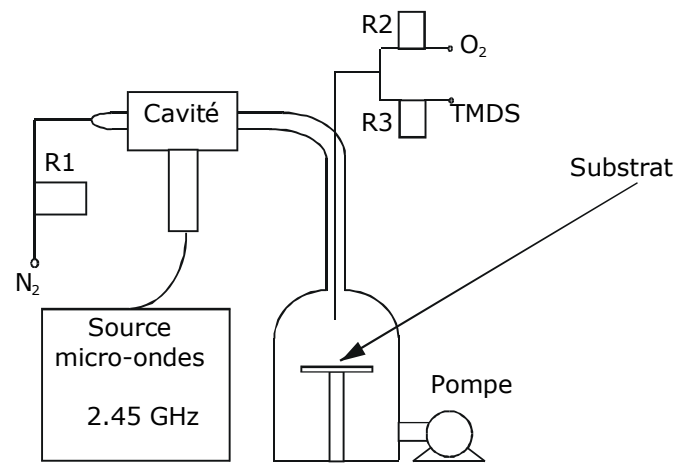 R2
O₂
Cavité
R3
TMDS
R1
Substrat
N₂
Source
micro-ondes
2.45 GHz
Pompe